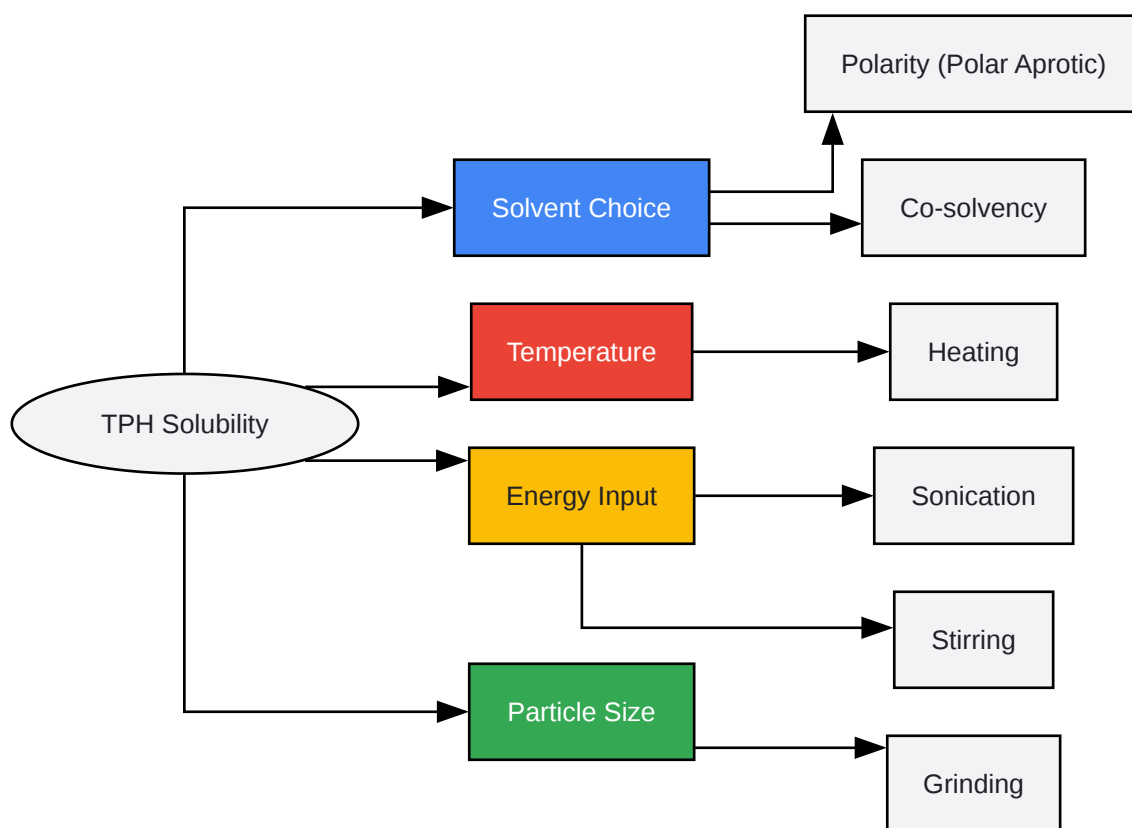 Polarity (Polar Aprotic)
Solvent Choice
Co-solvency
Temperature
Heating
TPH Solubility
Energy Input
Sonication
Stirring
Particle Size
Grinding